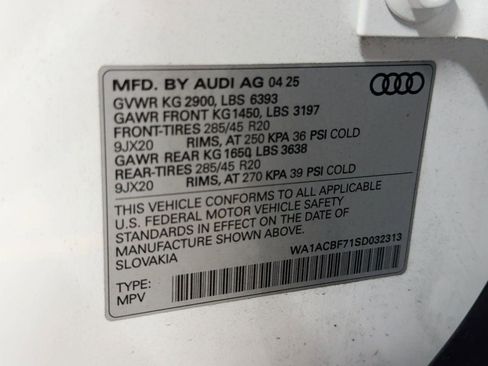 MFD. BY AUDI AG 04 25
GVWR KG 2900, LBS 6393
GAWR FRONT KG1450, LBS 3197
FRONT-TIRES 285/45 R20
9JX20 RIMS, AT 250 KPA 36 PSI COLD
GAWR REAR KG 1650, LBS 3638
REAR-TIRES 285/45 R20
9JX20 RIMS, AT 270 KPA 39 PSI COLD
THIS VEHICLE CONFORMS TO ALL APPLICABLE
U.S. FEDERAL MOTOR VEHICLE SAFETY
STANDARDS IN EFFECT ON THE DATE OF
MANUFACTURE SHOWN ABOVE.
SLOVAKIA
WA1ACBF71SD032313
TYPE:
MPV